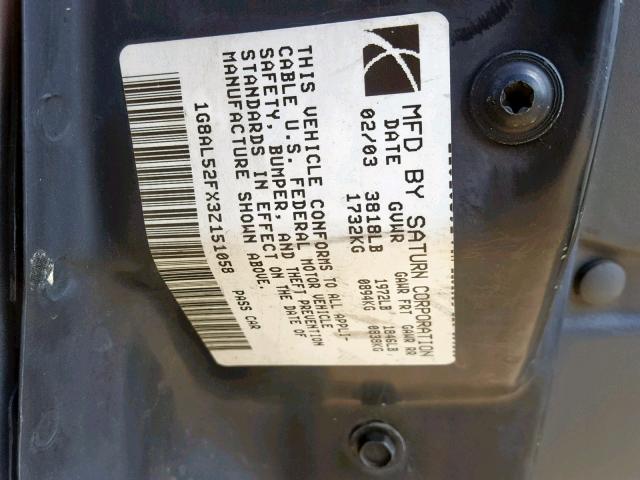 MFD BY SATURN CORPORATION
DATE GVWR GAWR FRT GAWR RR
02/03 3818LB 1972LB 1846LB
1732KG 0894KG 0838KG
THIS VEHICLE CONFORMS TO ALL APPLI-
CABLE U.S. FEDERAL MOTOR VEHICLE
SAFETY, BUMPER, AND THEFT PREVENTION
STANDARDS IN EFFECT ON THE DATE OF
MANUFACTURE SHOWN ABOVE.
1G8AL52FX3Z151058 PASS CAR